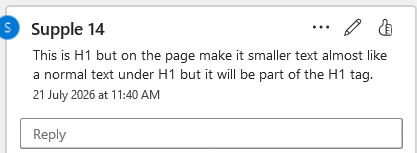 S
Supple 14
This is H1 but on the page make it smaller text almost like
a normal text under H1 but it will be part of the H1 tag.
21 July 2026 at 11:40 AM
Reply